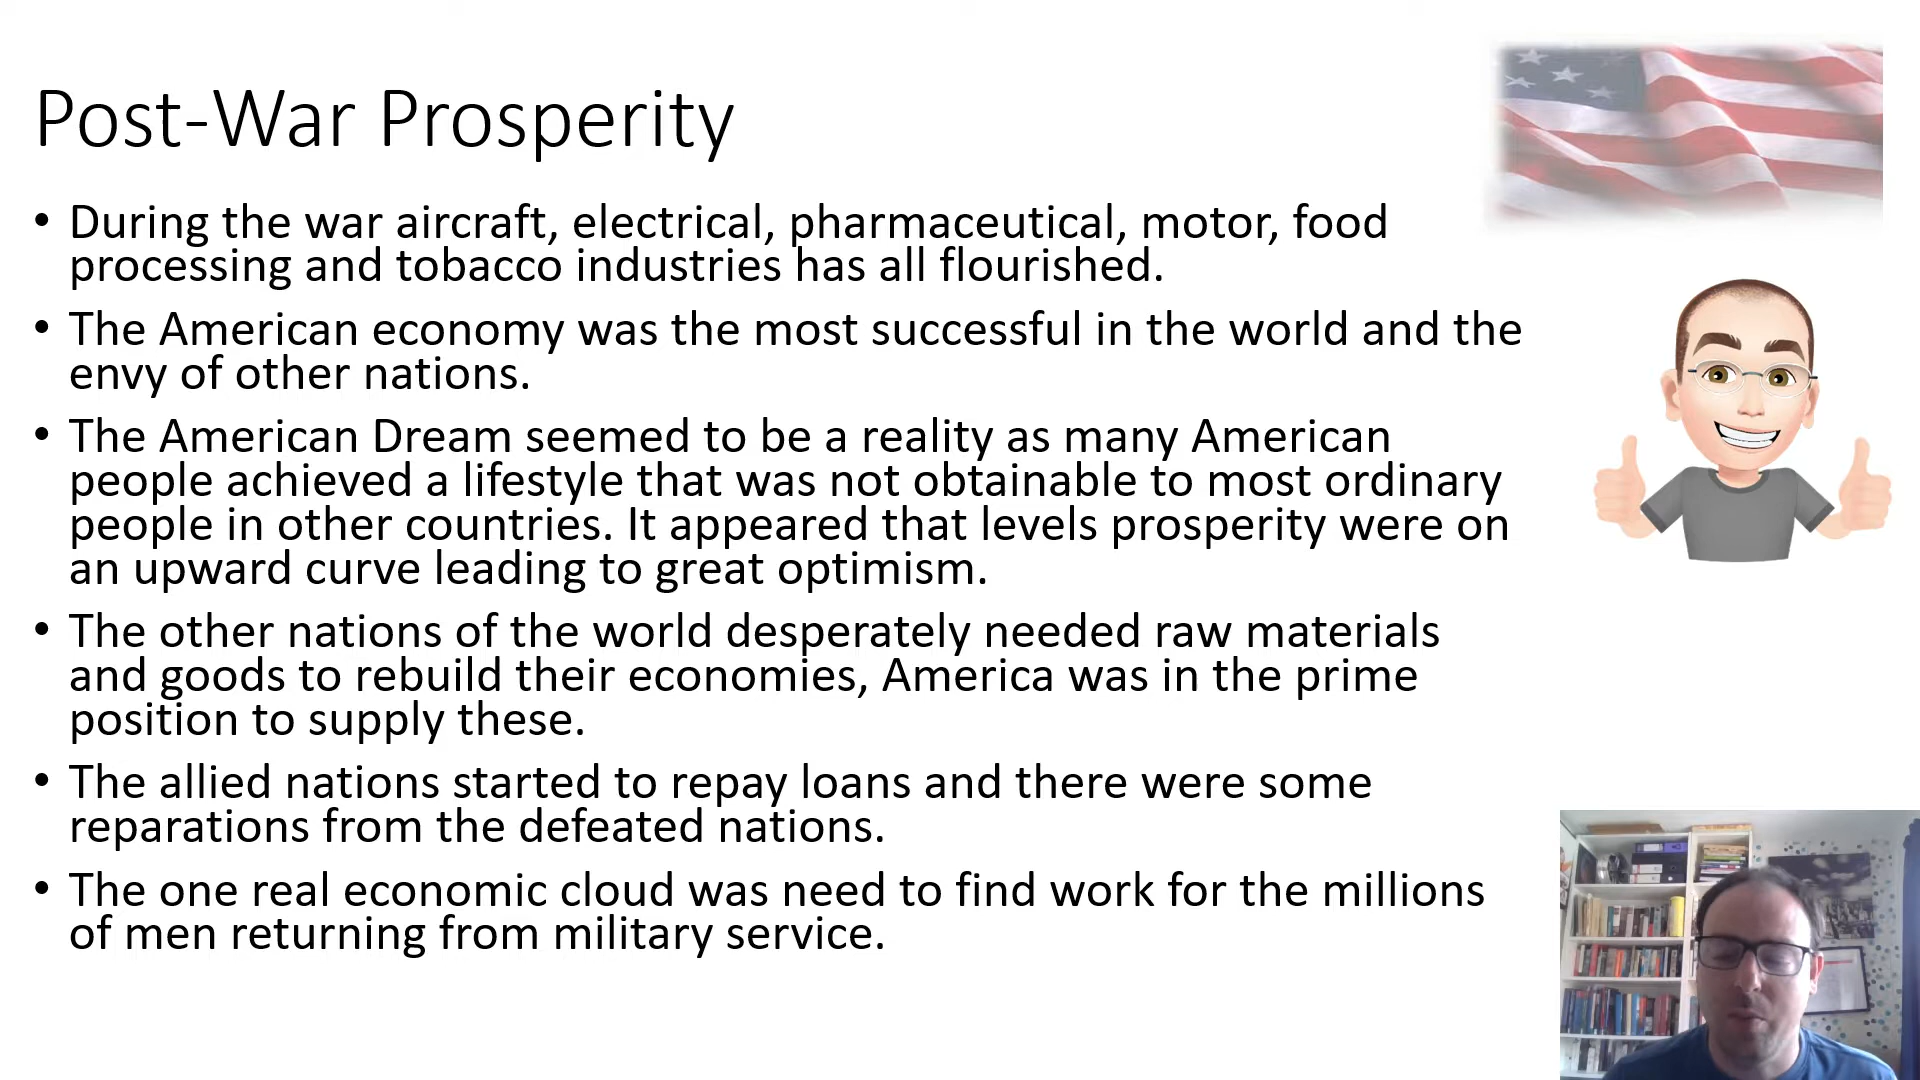 Post-War Prosperity
• During the war aircraft, electrical, pharmaceutical, motor, food
processing and tobacco industries has all flourished.
• The American economy was the most successful in the world and the
envy of other nations.
• The American Dream seemed to be a reality as many American
people achieved a lifestyle that was not obtainable to most ordinary
people in other countries. It appeared that levels prosperity were on
an upward curve leading to great optimism.
• The other nations of the world desperately needed raw materials
and goods to rebuild their economies, America was in the prime
position to supply these.
• The allied nations started to repay loans and there were some
reparations from the defeated nations.
• The one real economic cloud was need to find work for the millions
of men returning from military service.